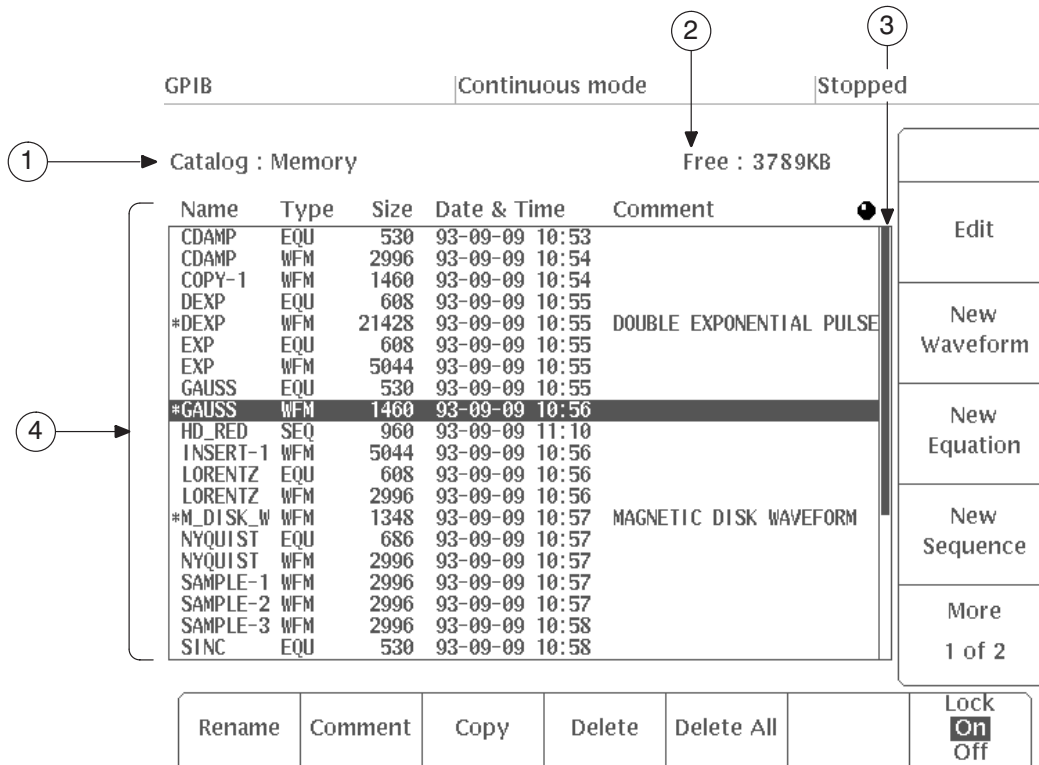 2 3
GPIB Continuous mode Stopped
1 Catalog : Memory Free : 3789KB
Name Type Size Date & Time Comment
CDAMP EQU 530 93-09-09 10:53
CDAMP WFM 2996 93-09-09 10:54
COPY-1 WFM 1460 93-09-09 10:54
DEXP EQU 608 93-09-09 10:55
*DEXP WFM 21428 93-09-09 10:55 DOUBLE EXPONENTIAL PULSE
EXP EQU 608 93-09-09 10:55
EXP WFM 5044 93-09-09 10:55
GAUSS EQU 530 93-09-09 10:55
*GAUSS WFM 1460 93-09-09 10:56
4 HD_RED SEQ 960 93-09-09 11:10
INSERT-1 WFM 5044 93-09-09 10:56
LORENTZ EQU 608 93-09-09 10:56
LORENTZ WFM 2996 93-09-09 10:56
*M_DISK_W WFM 1348 93-09-09 10:57 MAGNETIC DISK WAVEFORM
NYQUIST EQU 686 93-09-09 10:57
NYQUIST WFM 2996 93-09-09 10:57
SAMPLE-1 WFM 2996 93-09-09 10:57
SAMPLE-2 WFM 2996 93-09-09 10:57
SAMPLE-3 WFM 2996 93-09-09 10:58
SINC EQU 530 93-09-09 10:58
Edit
New
Waveform
New
Equation
New
Sequence
More
1 of 2
Rename Comment Copy Delete Delete All
Lock
On
Off